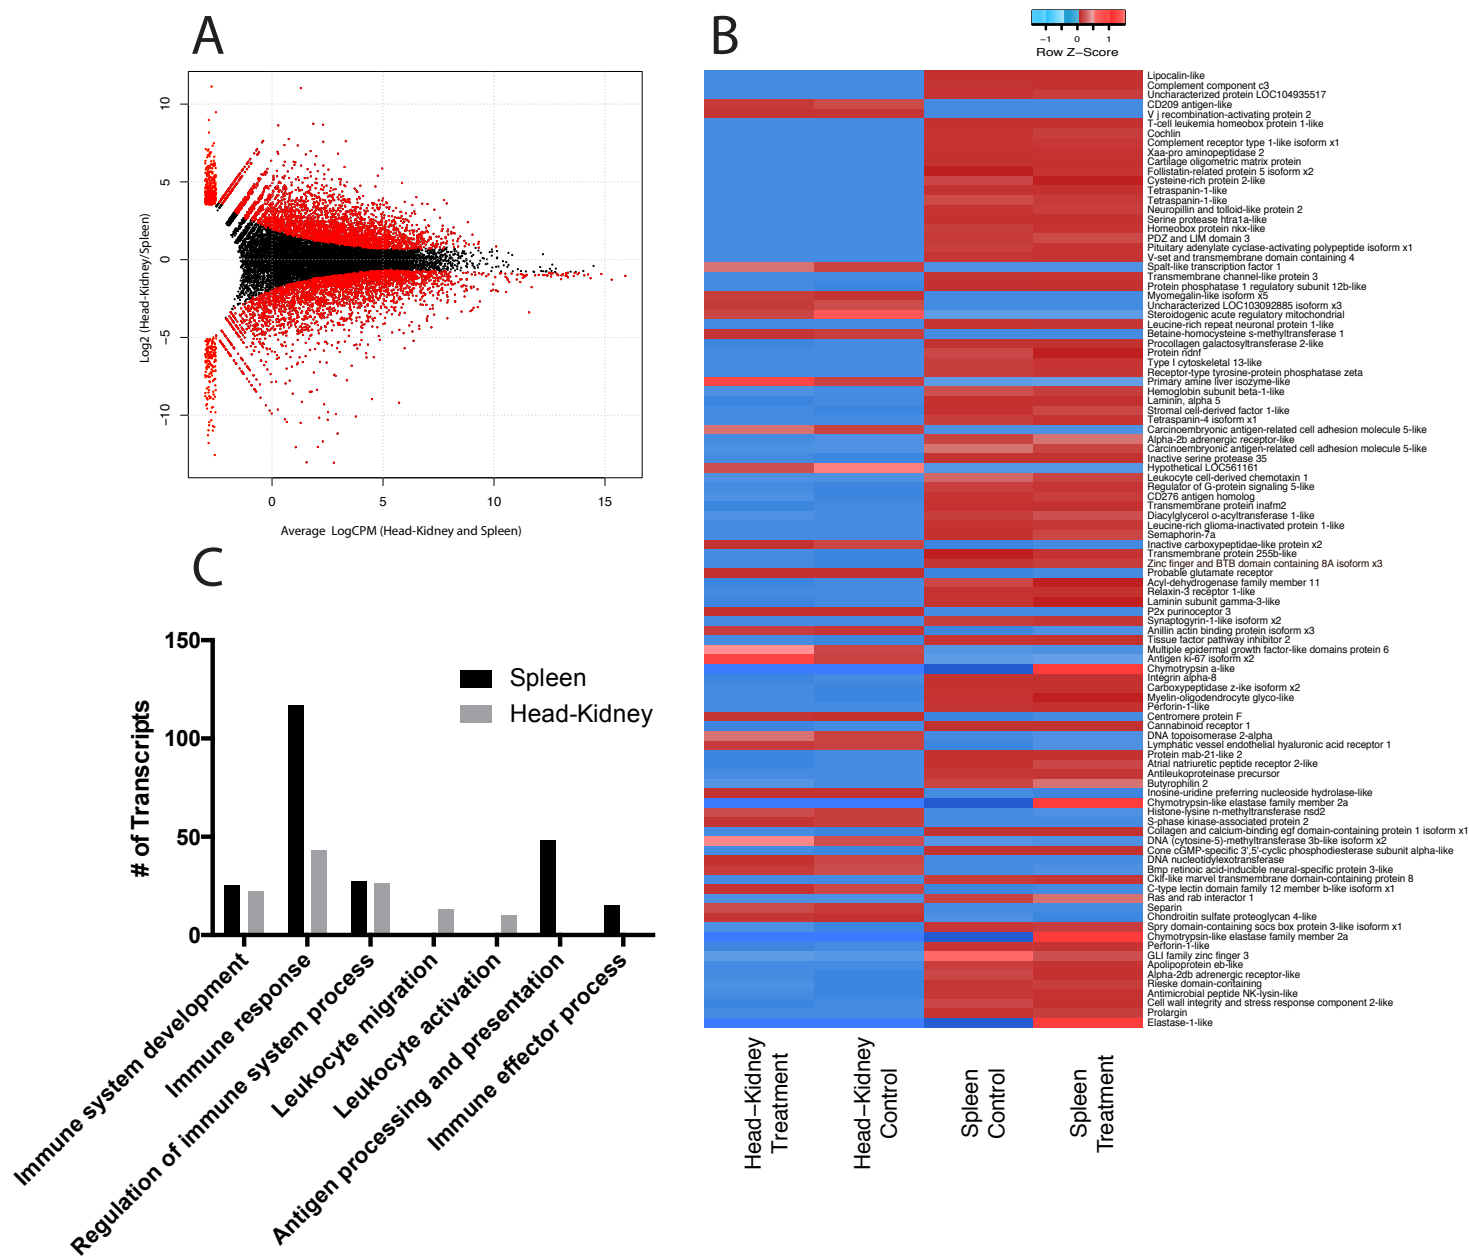 A
10
5
0
−5
−10
Log2 (Head-Kidney/Spleen)
0
5
10
15
Average LogCPM (Head-Kidney and Spleen)
B
−1
0
1
Row Z−Score
Lipocalin-like
Complement component c3
Uncharacterized protein LOC104935517
CD209 antigen-like
V j recombination-activating protein 2
T-cell leukemia homeobox protein 1-like
Cochlin
Complement receptor type 1-like isoform x1
Xaa-pro aminopeptidase 2
Cartilage oligometric matrix protein
Follistatin-related protein 5 isoform x2
Cysteine-rich protein 2-like
Tetraspanin-1-like
Tetraspanin-1-like
Neuropillin and tolloid-like protein 2
Serine protease htra1a-like
Homeobox protein nkx-like
PDZ and LIM domain 3
Pituitary adenylate cyclase-activating polypeptide isoform x1
V-set and transmembrane domain containing 4
Spalt-like transcription factor 1
Transmembrane channel-like protein 3
Protein phosphatase 1 regulatory subunit 12b-like
Myomegalin-like isoform x5
Uncharacterized LOC103092885 isoform x3
Steroidogenic acute regulatory mitochondrial
Leucine-rich repeat neuronal protein 1-like
Betaine-homocysteine s-methyltransferase 1
Procollagen galactosyltransferase 2-like
Protein ndnf
Type I cytoskeletal 13-like
Receptor-type tyrosine-protein phosphatase zeta
Primary amine liver isozyme-like
Hemoglobin subunit beta-1-like
Laminin, alpha 5
Stromal cell-derived factor 1-like
Tetraspanin-4 isoform x1
Carcinoembryonic antigen-related cell adhesion molecule 5-like
Alpha-2b adrenergic receptor-like
Carcinoembryonic antigen-related cell adhesion molecule 5-like
Inactive serine protease 35
Hypothetical LOC561161
Leukocyte cell-derived chemotaxin 1
Regulator of G-protein signaling 5-like
CD276 antigen homolog
Transmembrane protein inafm2
Diacylglycerol o-acyltransferase 1-like
Leucine-rich glioma-inactivated protein 1-like
Semaphorin-7a
Inactive carboxypeptidae-like protein x2
Transmembrane protein 255b-like
Zinc finger and BTB domain containing 8A isoform x3
Probable glutamate receptor
Acyl-dehydrogenase family member 11
Relaxin-3 receptor 1-like
Laminin subunit gamma-3-like
P2x purinoceptor 3
Synaptogyrin-1-like isoform x2
Anillin actin binding protein isoform x3
Tissue factor pathway inhibitor 2
Multiple epidermal growth factor-like domains protein 6
Antigen ki-67 isoform x2
Chymotrypsin a-like
Integrin alpha-8
Carboxypeptidase z-ike isoform x2
Myelin-oligodendrocyte glyco-like
Perforin-1-like
Centromere protein F
Cannabinoid receptor 1
DNA topoisomerase 2-alpha
Lymphatic vessel endothelial hyaluronic acid receptor 1
Protein mab-21-like 2
Atrial natriuretic peptide receptor 2-like
Antileukoproteinase precursor
Butyrophilin 2
Inosine-uridine preferring nucleoside hydrolase-like
Chymotrypsin-like elastase family member 2a
Histone-lysine n-methyltransferase nsd2
S-phase kinase-associated protein 2
Collagen and calcium-binding egf domain-containing protein 1 isoform x1
DNA (cytosine-5)-methyltransferase 3b-like isoform x2
Cone cGMP-specific 3',5'-cyclic phosphodiesterase subunit alpha-like
DNA nucleotidylexotransferase
Bmp retinoic acid-inducible neural-specific protein 3-like
Cklf-like marvel transmembrane domain-containing protein 8
C-type lectin domain family 12 member b-like isoform x1
Ras and rab interactor 1
Separin
Chondroitin sulfate proteoglycan 4-like
Spry domain-containing socs box protein 3-like isoform x1
Chymotrypsin-like elastase family member 2a
Perforin-1-like
GLI family zinc finger 3
Apolipoprotein eb-like
Alpha-2db adrenergic receptor-like
Rieske domain-containing
Antimicrobial peptide NK-lysin-like
Cell wall integrity and stress response component 2-like
Prolargin
Elastase-1-like
Head−Kidney
Treatment
Head−Kidney
Control
Spleen
Control
Spleen
Treatment
C
150
100
50
0
# of Transcripts
Spleen
Head-Kidney
Immune system development
Immune response
Regulation of immune system process
Leukocyte migration
Leukocyte activation
Antigen processing and presentation
Immune effector process